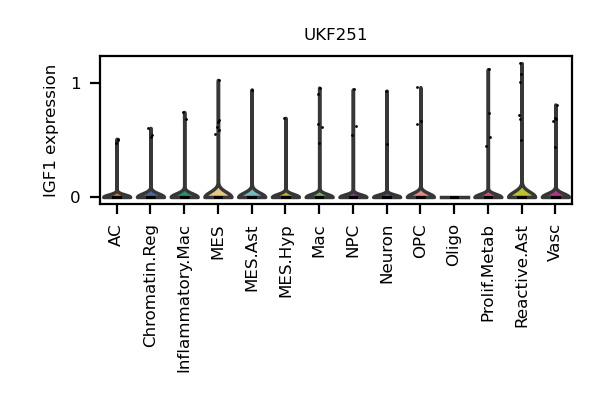 UKF251
IGF1 expression
1
0
AC
Chromatin.Reg
Inflammatory.Mac
MES
MES.Ast
MES.Hyp
Mac
NPC
Neuron
OPC
Oligo
Prolif.Metab
Reactive.Ast
Vasc